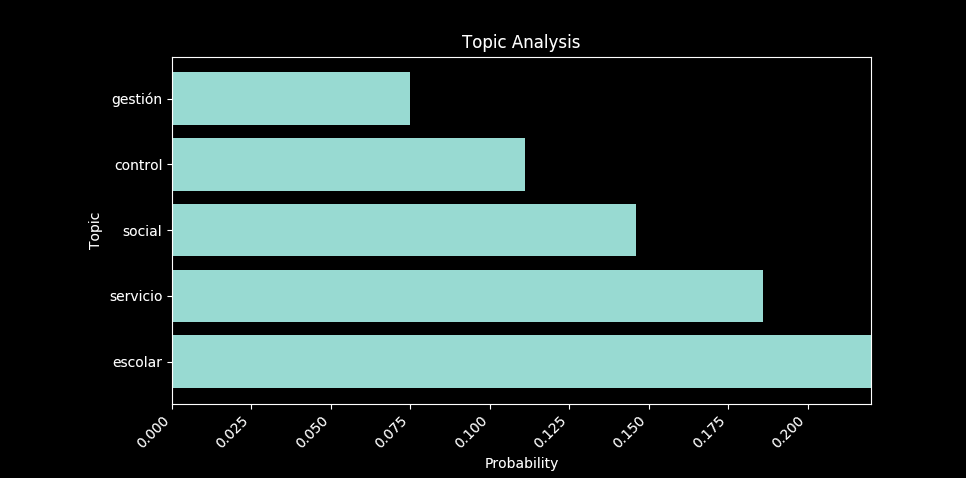 Topic Analysis
gestión
control
social
servicio
escolar
Topic
0.000
0.025
0.050
0.075
0.100
0.125
0.150
0.175
0.200
Probability